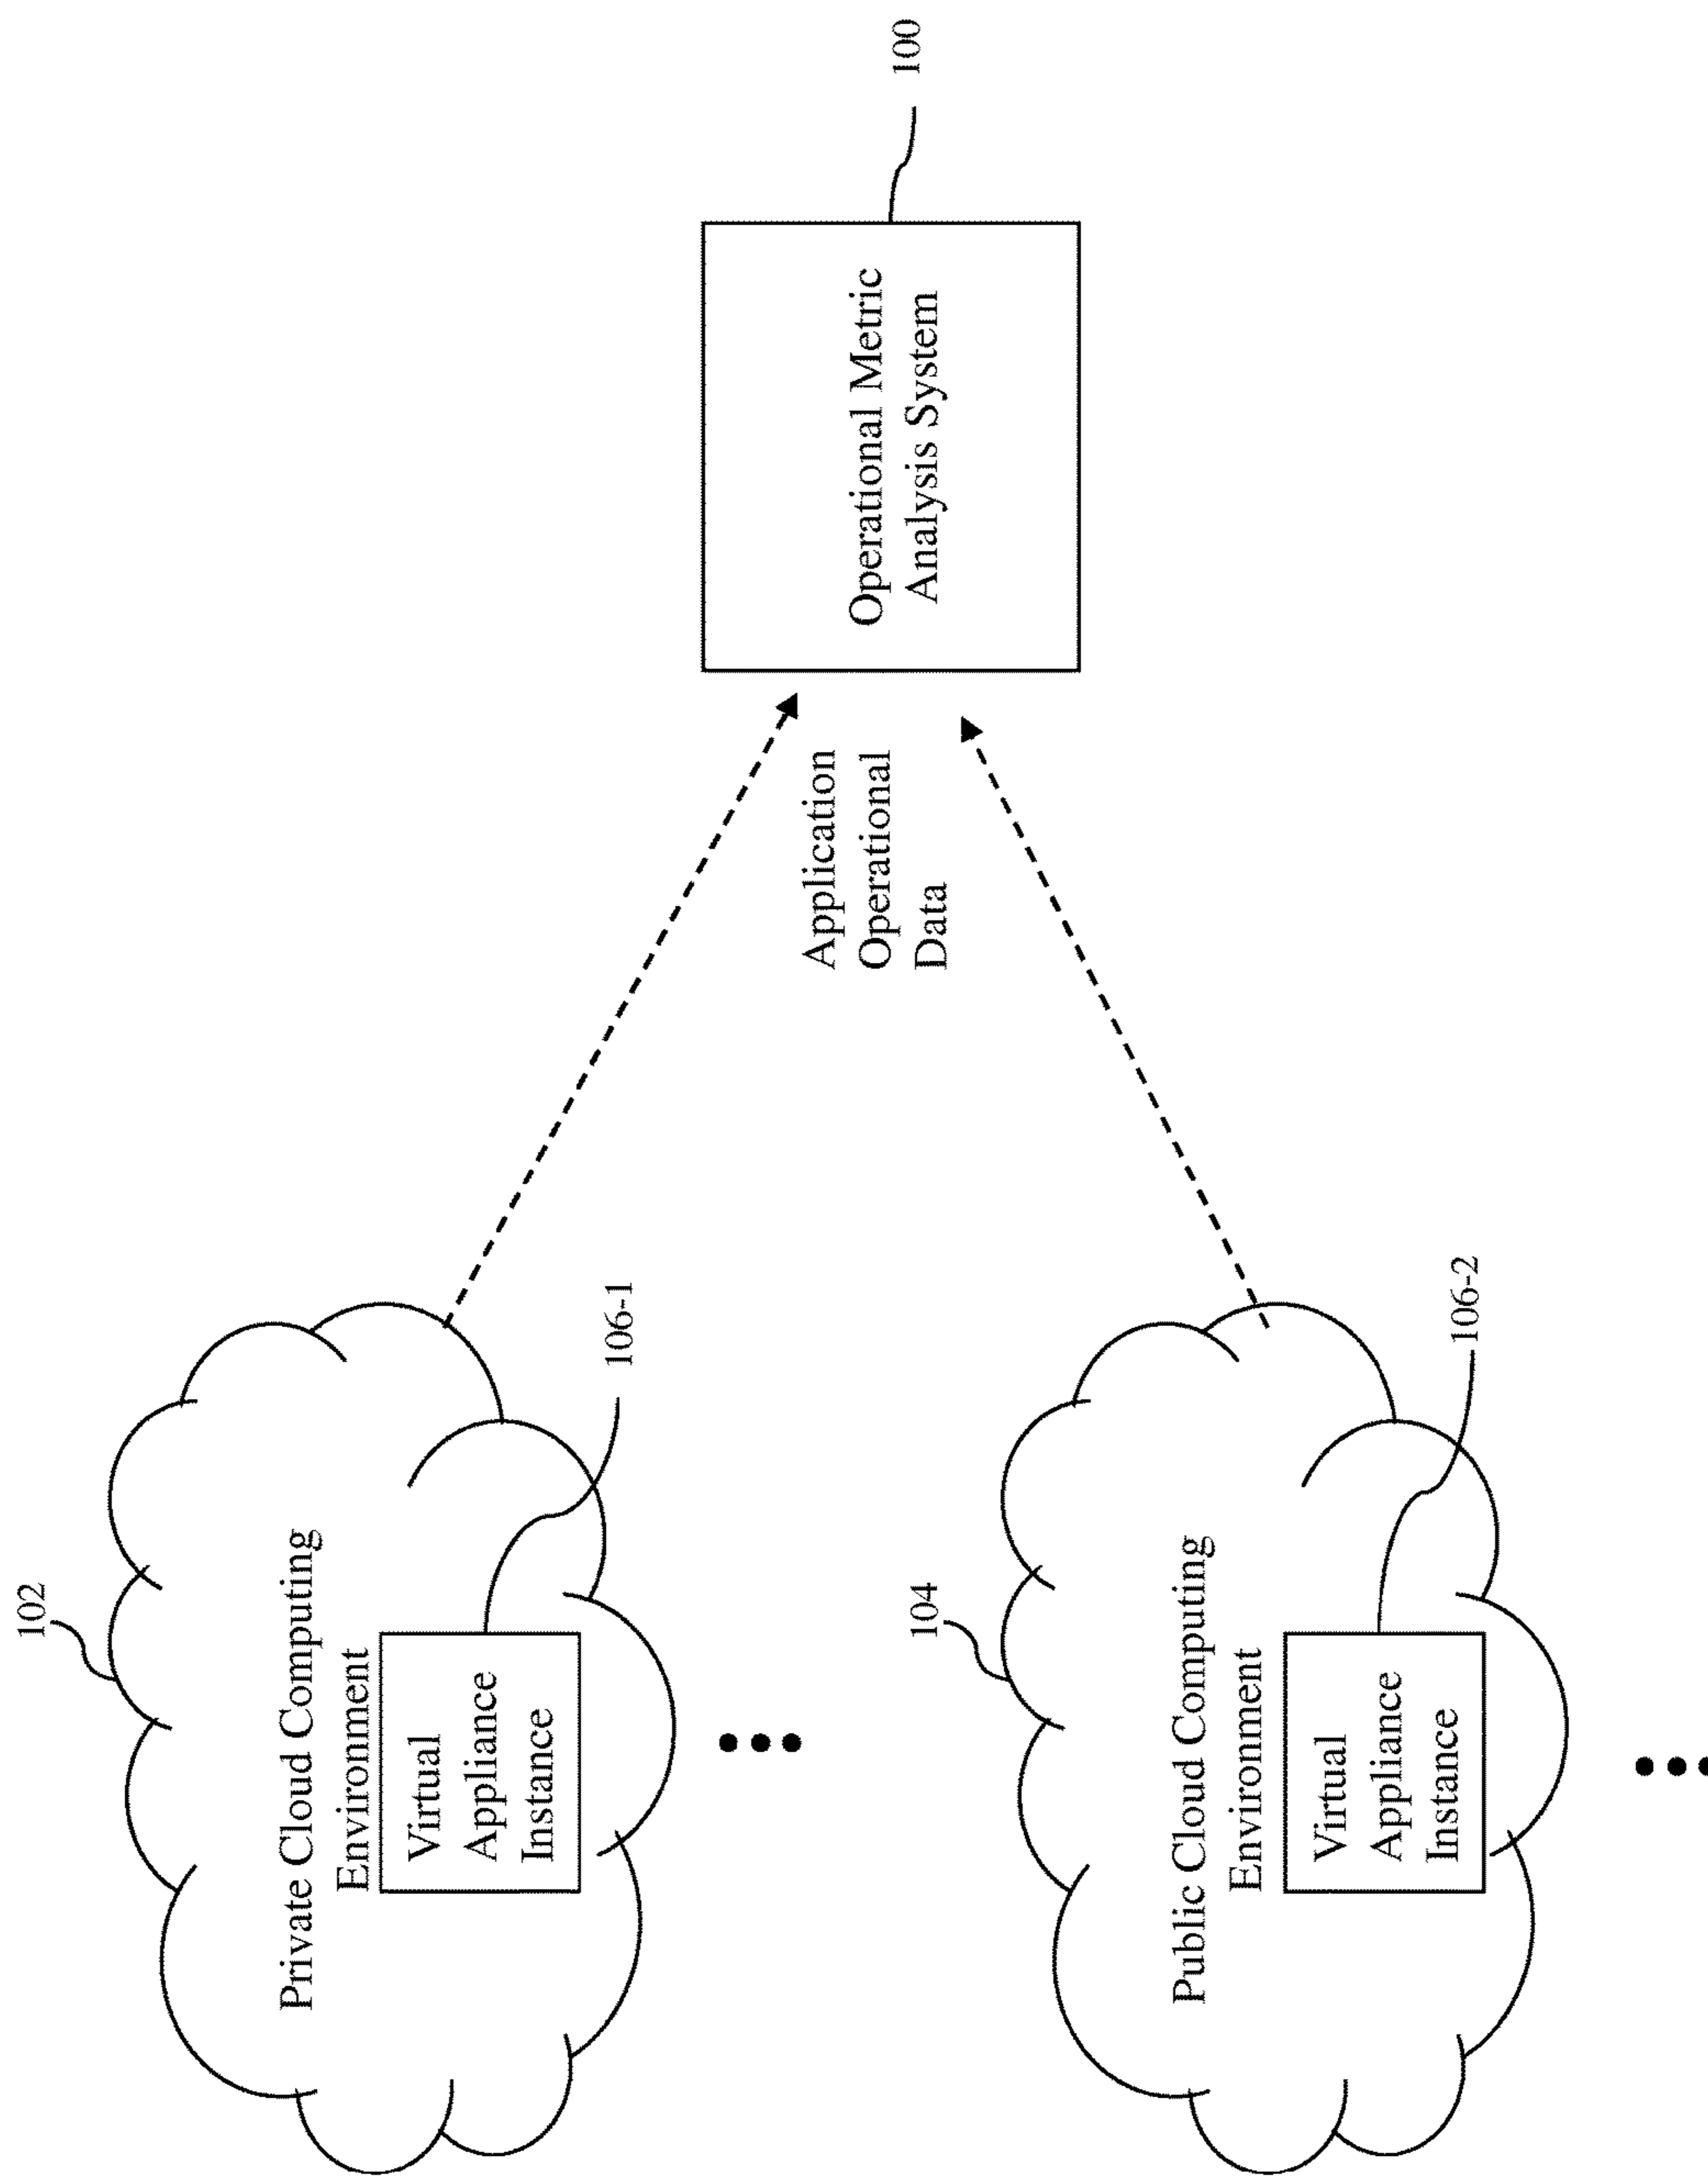 102
Private Cloud Computing
Environment
Virtual
Appliance
Instance
106-1
104
Public Cloud Computing
Environment
Virtual
Appliance
Instance
106-2
Application
Operational
Data
Operational Metric
Analysis System
100